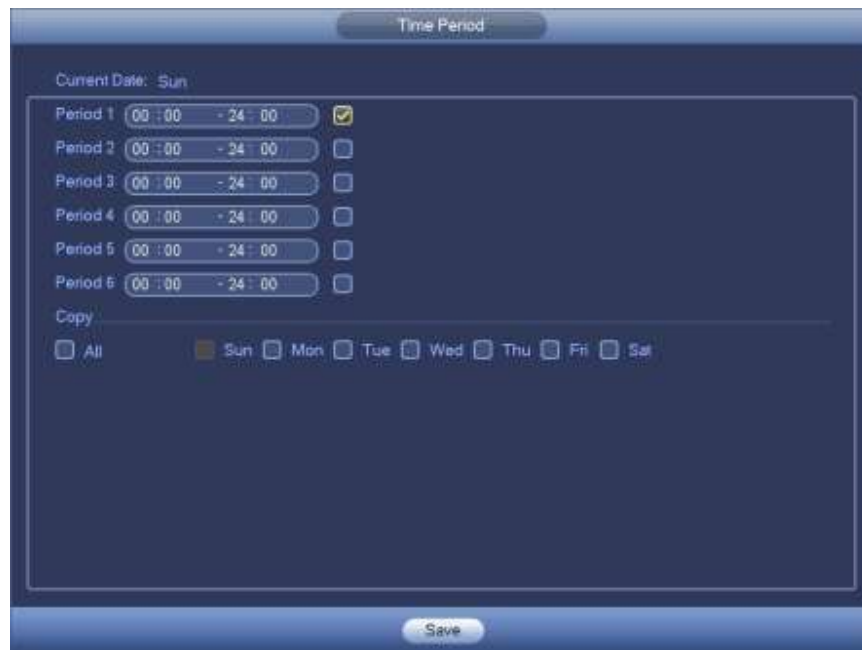 Time Period
Current Date: Sun
Period 1 00 :00 - 24 : 00
Period 2 00 :00 - 24 : 00
Period 3 00 :00 - 24 : 00
Period 4 00 :00 - 24 : 00
Period 5 00 :00 - 24 : 00
Period 6 00 :00 - 24 : 00
Copy
All Sun Mon Tue Wed Thu Fri Sat
Save